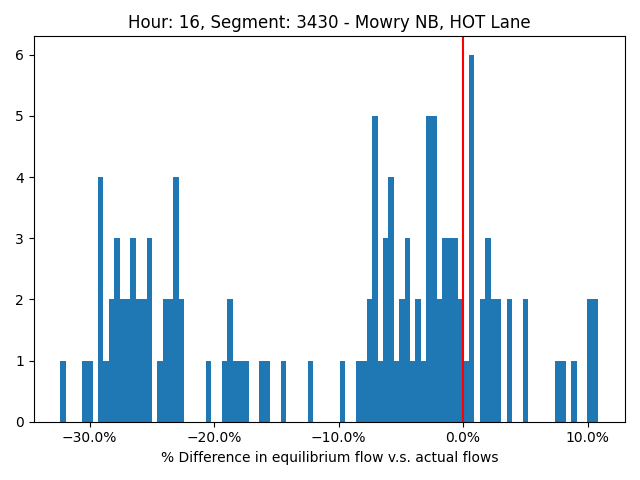 Hour: 16, Segment: 3430 - Mowry NB, HOT Lane
6
5
4
3
2
1
0
−30.0% −20.0% −10.0% 0.0% 10.0%
% Difference in equilibrium flow v.s. actual flows